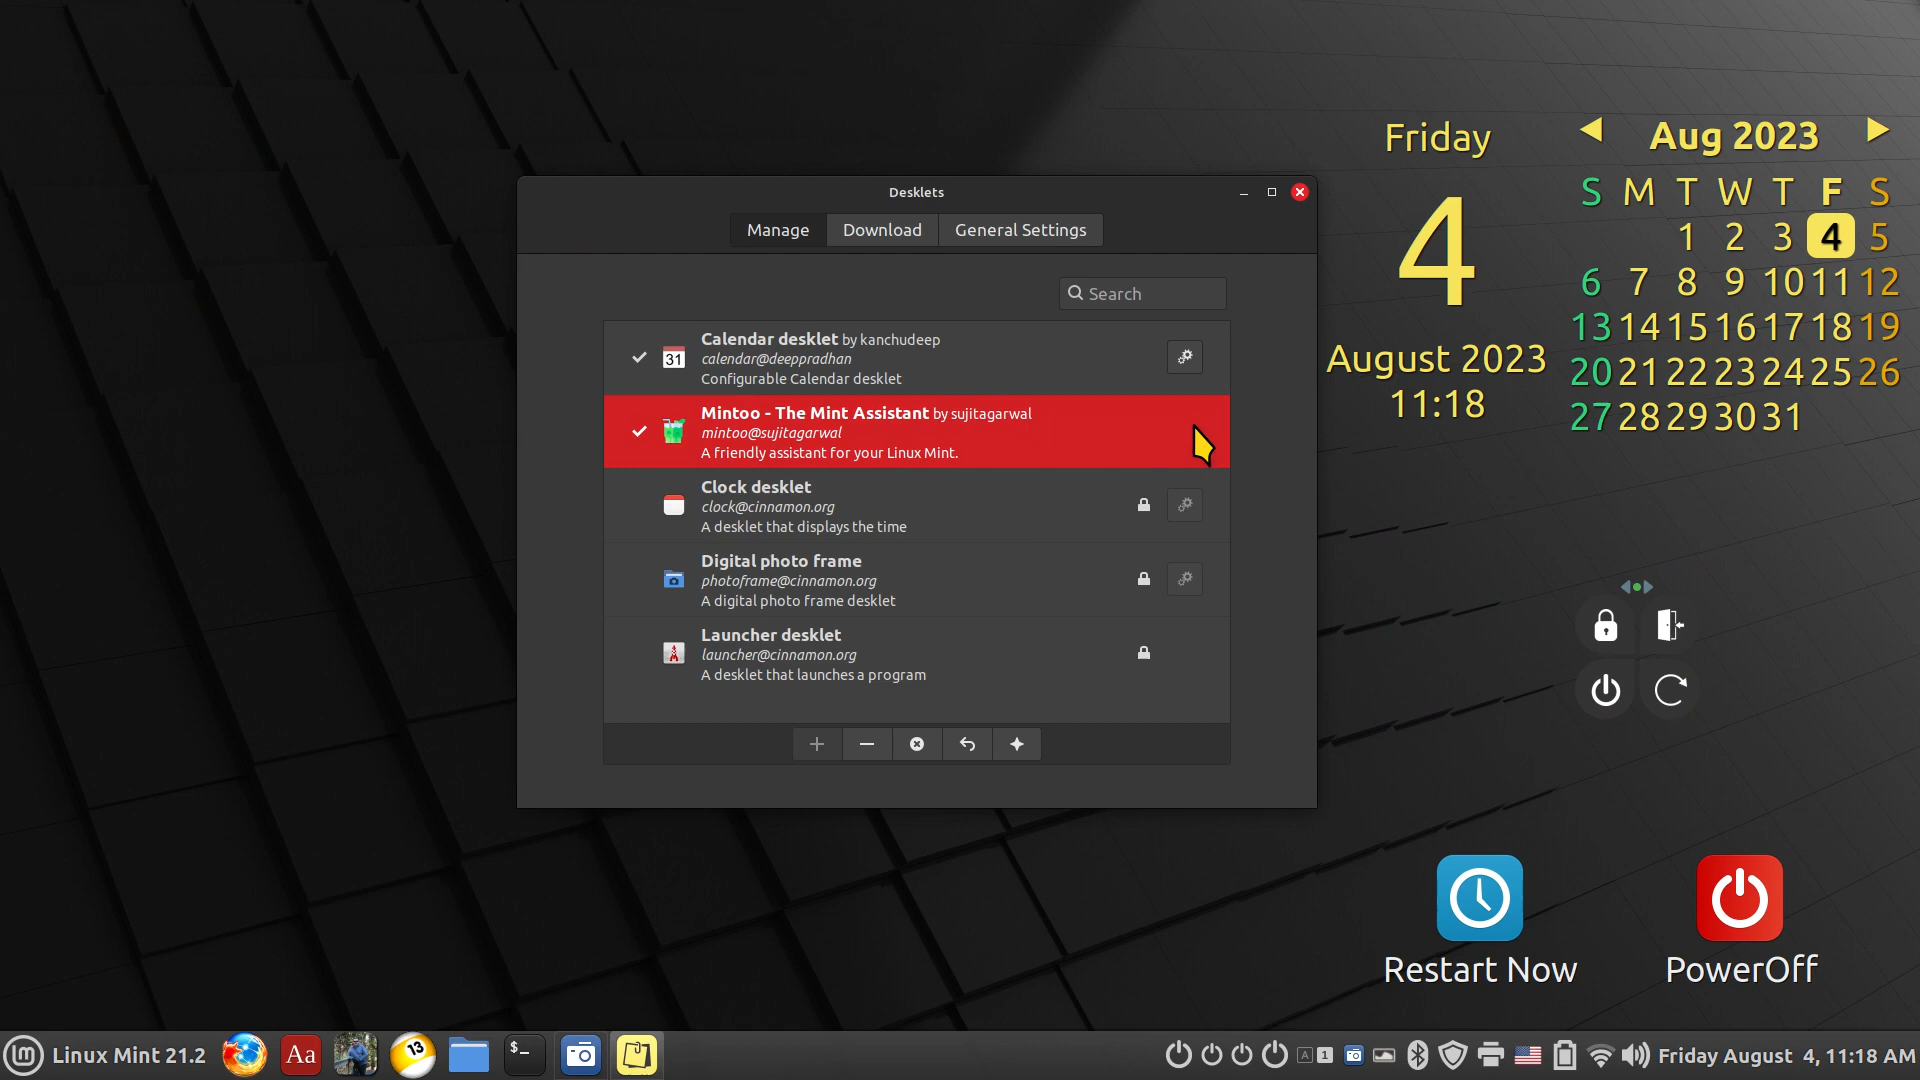 Desklets
Manage
Download
General Settings
Search
31
Calendar desklet by kanchudeep
calendar@deeppradhan
Configurable Calendar desklet
Mintoo - The Mint Assistant by sujitagarwal
mintoo@sujitagarwal
A friendly assistant for your Linux Mint.
Clock desklet
clock@cinnamon.org
A desklet that displays the time
Digital photo frame
photoframe@cinnamon.org
A digital photo frame desklet
Launcher desklet
launcher@cinnamon.org
A desklet that launches a program
Friday
4
August 2023
11:18
Aug 2023
S M T W T F S
1 2 3 4 5
6 7 8 9 10 11 12
13 14 15 16 17 18 19
20 21 22 23 24 25 26
27 28 29 30 31
Restart Now
PowerOff
Linux Mint 21.2
Aa
13
$_
A
1
Friday August  4, 11:18 AM